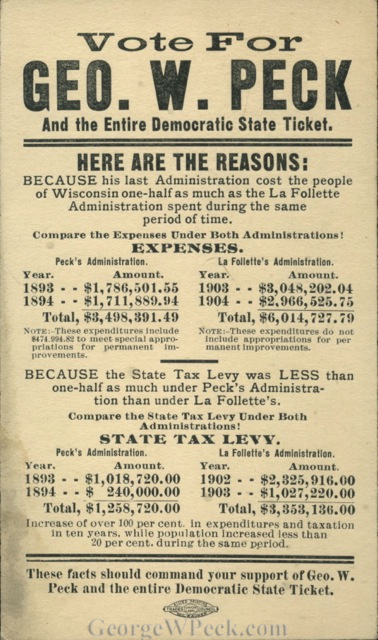 Vote For
GEO. W. PECK
And the Entire Democratic State Ticket.
HERE ARE THE REASONS:
BECAUSE his last Administration cost the people
of Wisconsin one-half as much as the La Follette
Administration spent during the same
period of time.
Compare the Expenses Under Both Administrations!
EXPENSES.
Peck's Administration.
Year. Amount.
1893 - - $1,786,501.55
1894 - - $1,711,889.94
Total, $3,498,391.49
NOTE:-These expenditures include
$474.994.82 to meet special appro-
priations for permanent im-
provements.
La Follette's Administration.
Year. Amount.
1903 - - $3,048,202.04
1904 - - $2,966,525.75
Total, $6,014,727.79
NOTE:-These expenditures do not
include appropriations for per
manent improvements.
BECAUSE the State Tax Levy was LESS than
one-half as much under Peck's Administra-
tion than under La Follette's.
Compare the State Tax Levy Under Both
Administrations!
STATE TAX LEVY.
Peck's Administration.
Year. Amount.
1893 - - $1,018,720.00
1894 - - $ 240,000.00
Total, $1,258,720.00
La Follette's Administration.
Year. Amount.
1902 - - $2,325,916.00
1903 - - $1,027,220.00
Total, $3,353,136.00
Increase of over 100 per cent. in expenditures and taxation
in ten years, while population increased less than
20 per cent. during the same period.
These facts should command your support of Geo. W.
Peck and the entire Democratic State Ticket.
GeorgeWPeck.com